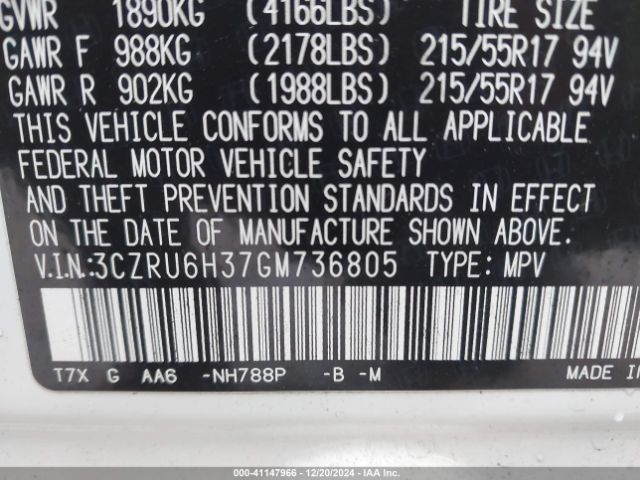 GVWR 1890KG (4166LBS) TIRE SIZE
GAWR F 988KG (2178LBS) 215/55R17 94V
GAWR R 902KG (1988LBS) 215/55R17 94V
THIS VEHICLE CONFORMS TO ALL APPLICABLE
FEDERAL MOTOR VEHICLE SAFETY
AND THEFT PREVENTION STANDARDS IN EFFECT
ON THE DATE OF MANUFACTURE SHOWN ABOVE.
V.I.N.:3CZRU6H37GM736805 TYPE: MPV
T7X G AA6 -NH788P -B -M MADE IN
000-41147966 12/20/2024 IAA